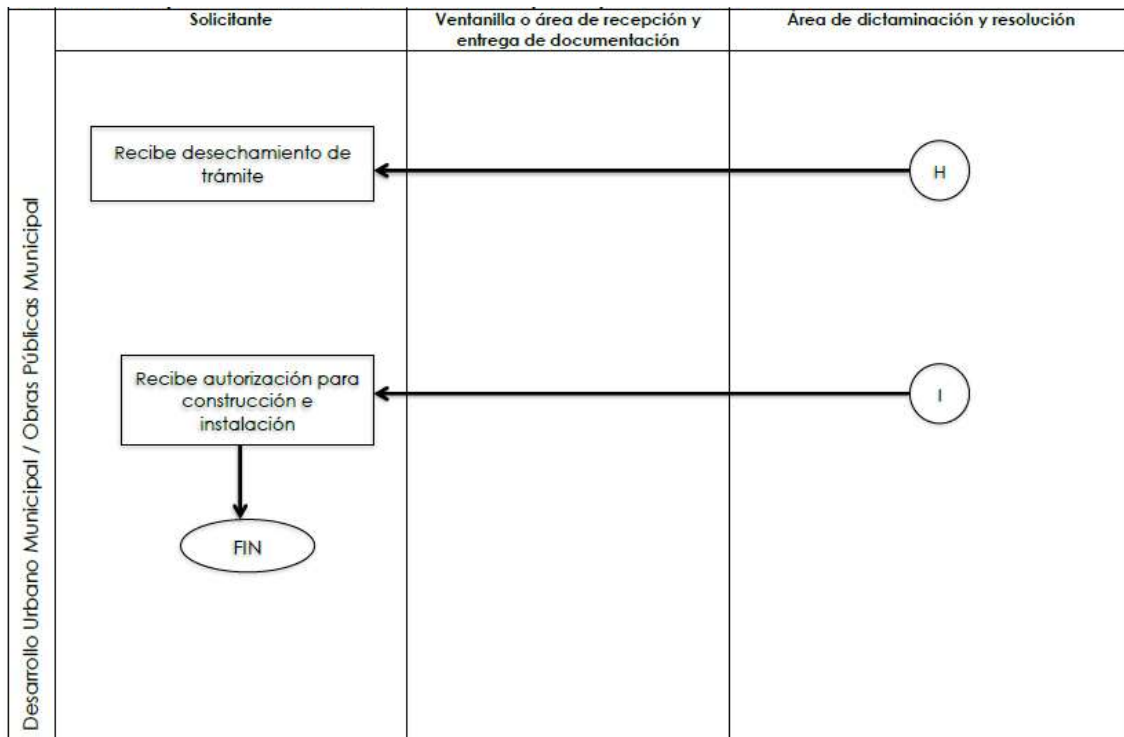 Solicitante
Ventanilla o área de recepción y
entrega de documentación
Área de dictaminación y resolución
Desarrollo Urbano Municipal / Obras Públicas Municipal
Recibe desechamiento de
trámite
H
Recibe autorización para
construcción e
instalación
I
FIN